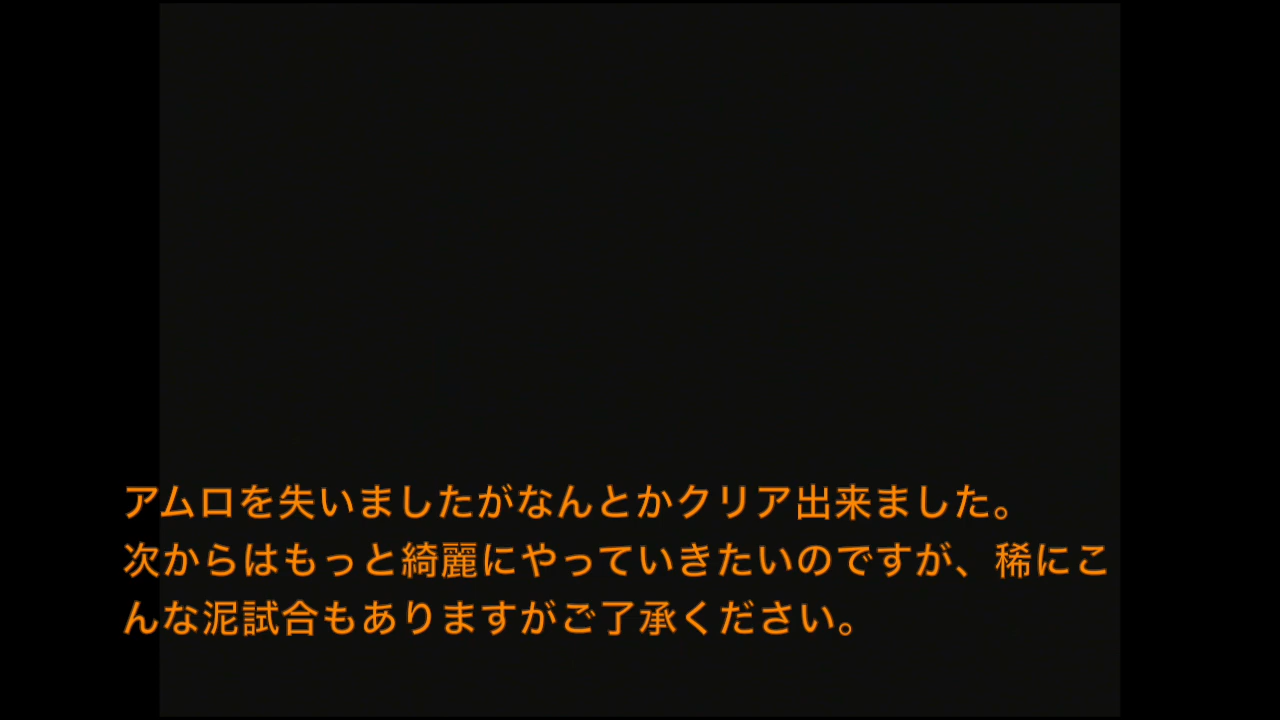 アムロを失いましたがなんとかクリア出来ました。
次からはもっと綺麗にやっていきたいのですが、稀にこ
んな泥試合もありますがご了承ください。